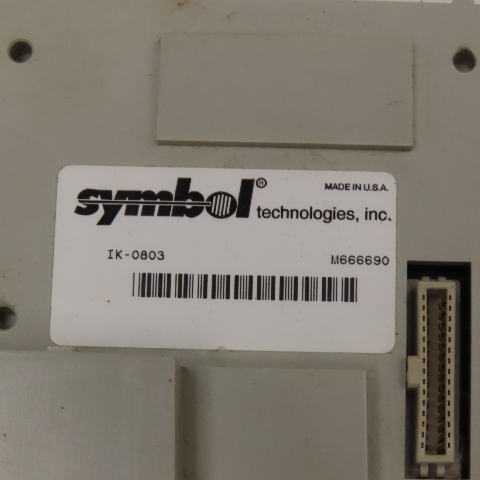 MADE IN U.S.A.
symbol® technologies, inc.
IK-0803 M666690